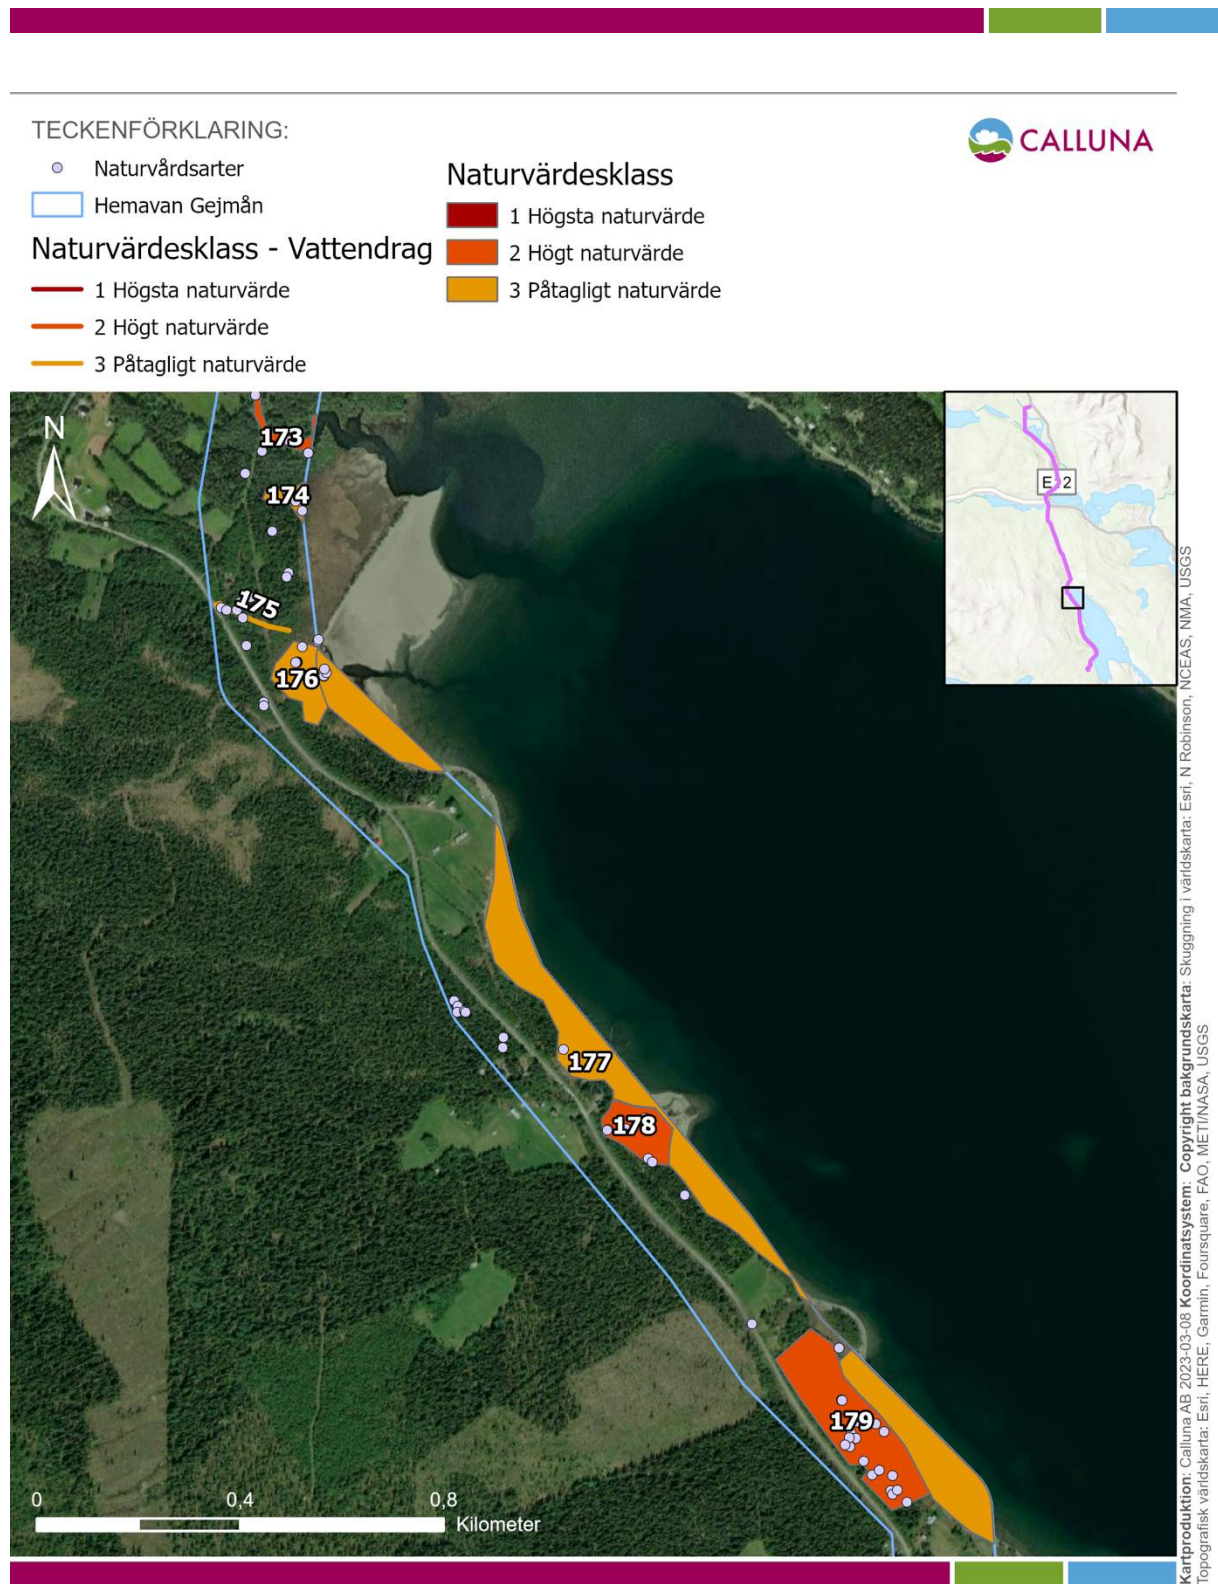 TECKENFÖRKLARING:
Naturvårdsarter
Hemavan Gejmån
Naturvärdesklass - Vattendrag
1 Högsta naturvärde
2 Högt naturvärde
3 Påtagligt naturvärde
Naturvärdesklass
1 Högsta naturvärde
2 Högt naturvärde
3 Påtagligt naturvärde
CALLUNA
N
173
174
175
176
177
178
179
E 2
0 0,4 0,8
Kilometer
Kartproduktion: Calluna AB 2023-03-08 Koordinatsystem: Copyright bakgrundskarta: Skuggning i världskarta: Esri, N Robinson, NCEAS, NMA, USGS
Topografisk världskarta: Esri, HERE, Garmin, Foursquare, FAO, METI/NASA, USGS